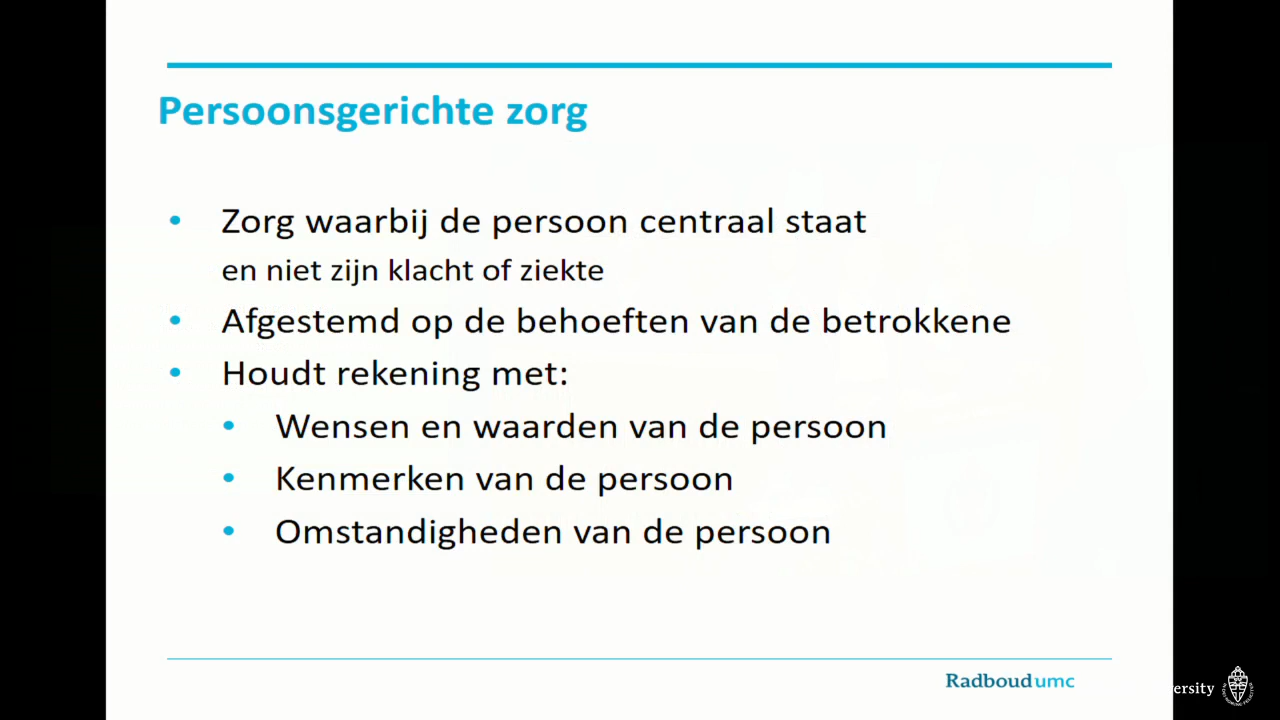 Persoonsgerichte zorg
• Zorg waarbij de persoon centraal staat
en niet zijn klacht of ziekte
• Afgestemd op de behoeften van de betrokkene
• Houdt rekening met:
• Wensen en waarden van de persoon
• Kenmerken van de persoon
• Omstandigheden van de persoon
Radboudumc
ersity